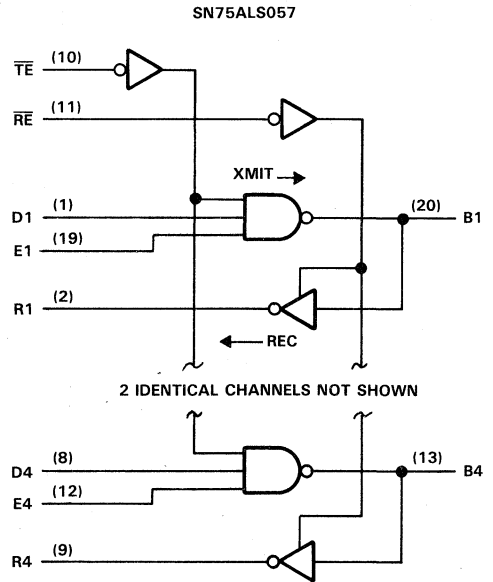 SN75ALS057
TE (10)
RE (11)
XMIT
D1 (1)
(20) B1
E1 (19)
R1 (2)
REC
2 IDENTICAL CHANNELS NOT SHOWN
D4 (8)
(13) B4
E4 (12)
R4 (9)